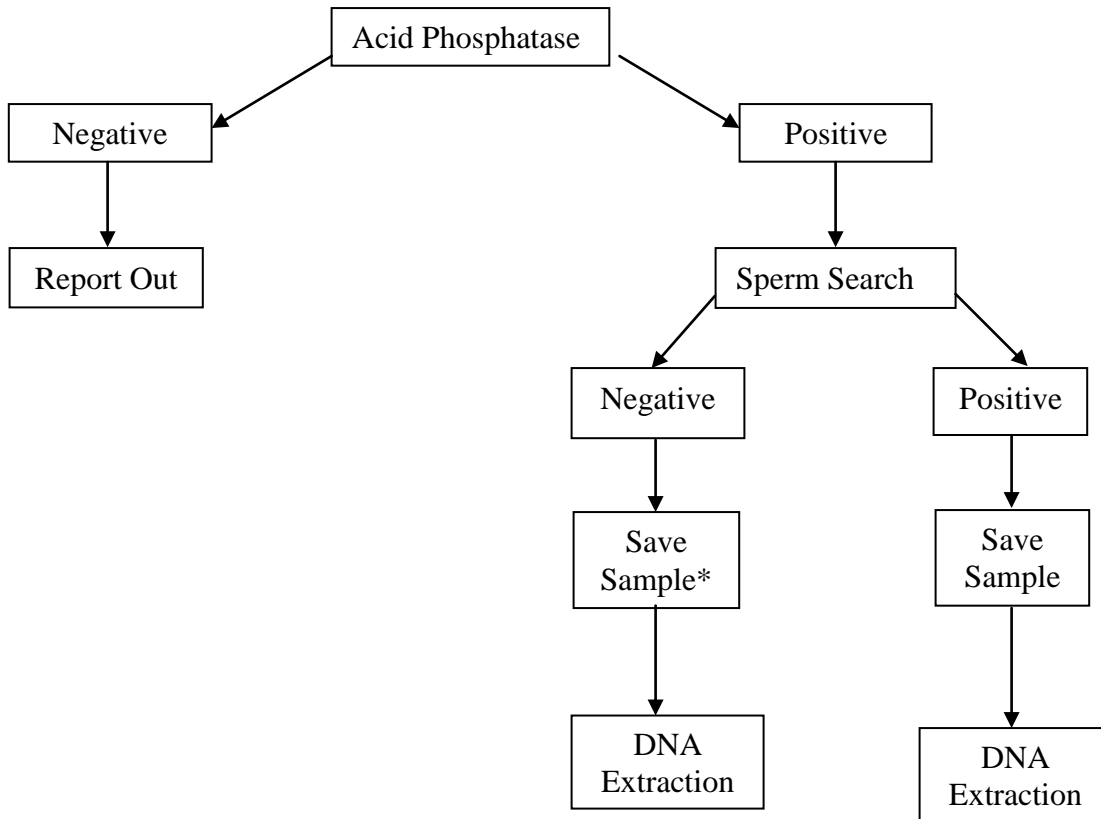 Acid Phosphatase
Negative
Positive
Report Out
Sperm Search
Negative
Positive
Save
Sample*
Save
Sample
DNA
Extraction
DNA
Extraction